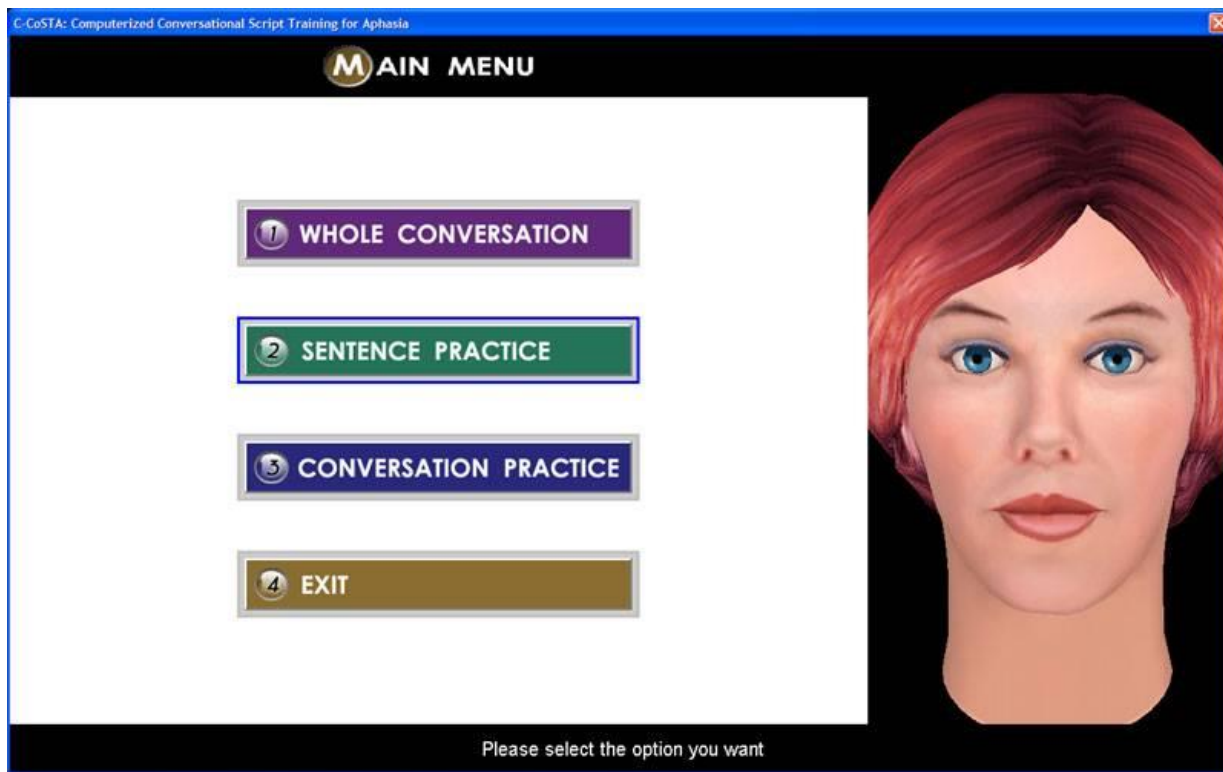 C-CoSTA: Computerized Conversational Script Training for Aphasia
MAIN MENU
1 WHOLE CONVERSATION
2 SENTENCE PRACTICE
3 CONVERSATION PRACTICE
4 EXIT
Please select the option you want